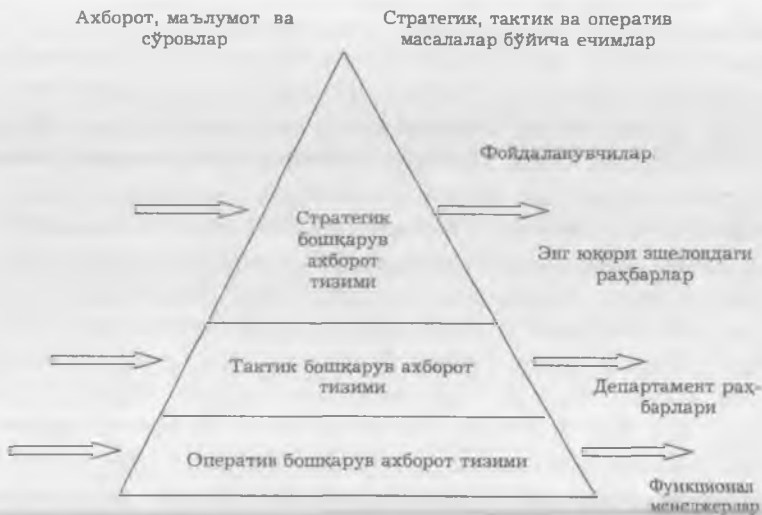 Ахборот, маълумот ва
сўровлар
Стратегик, тактик ва оператив
масалалар бўйича ечимлар
Фойдаланувчилар
Стратегик
бошқарув
ахборот
тизими
Энг юқори эшелондаги
раҳбарлар
Тактик бошқарув ахборот
тизими
Департамент раҳ-
барлари
Оператив бошқарув ахборот тизими
Функционал
менеджерлар